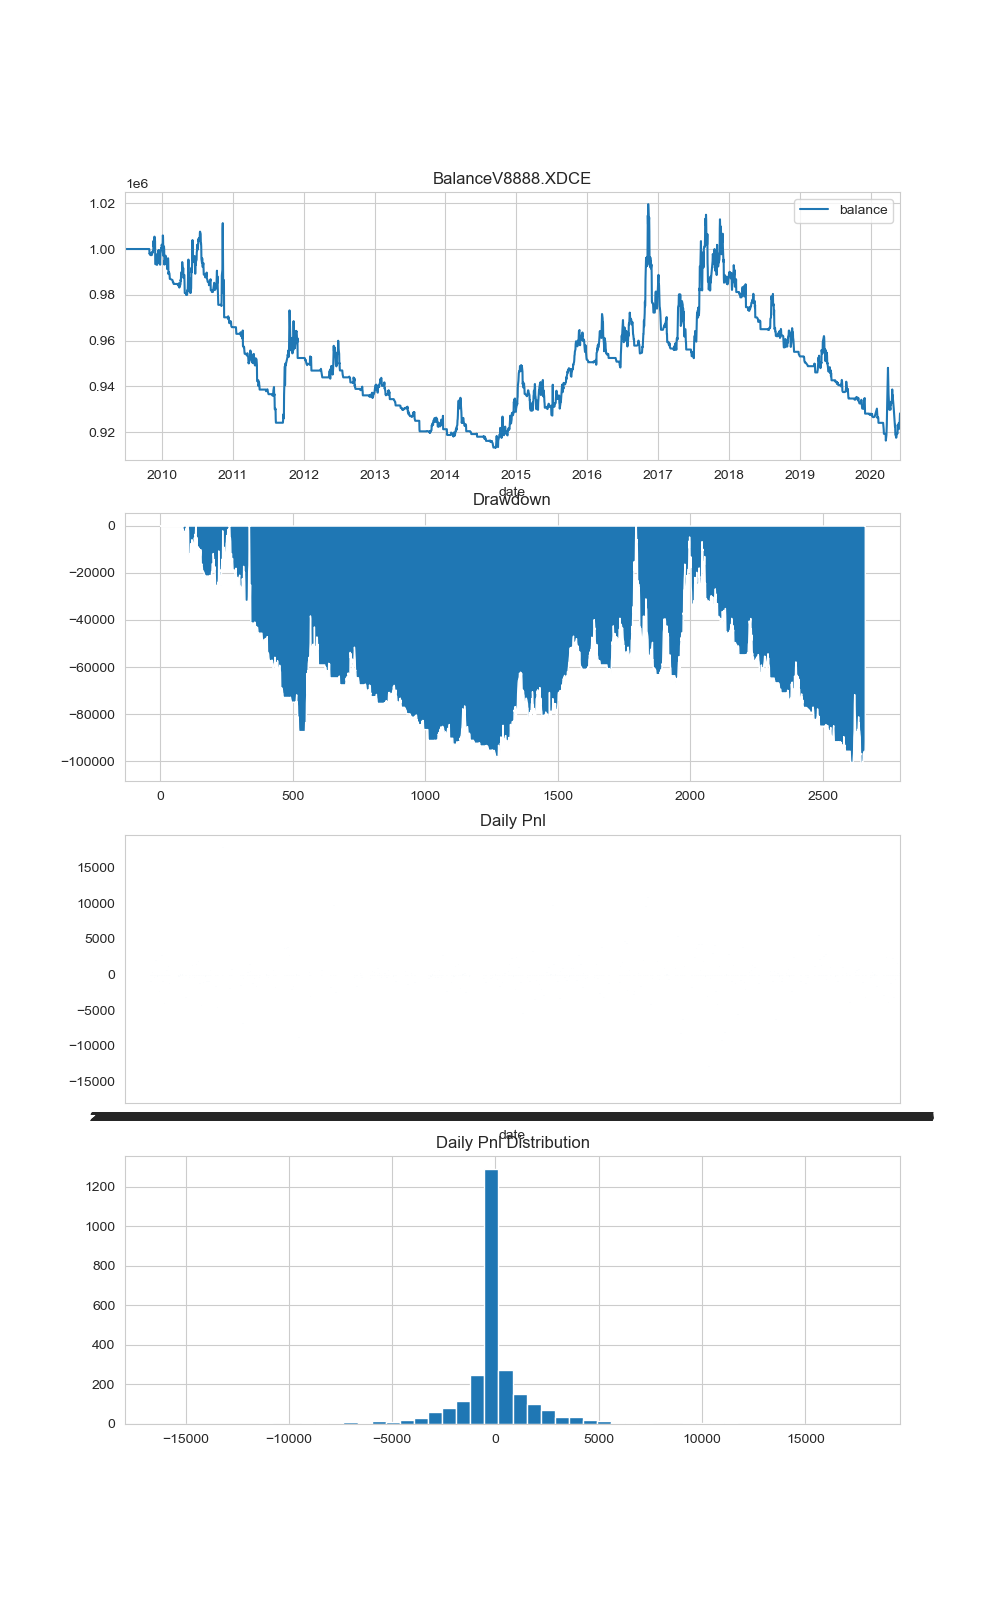 BalanceV8888.XDCE
1e6
1.02
1.00
0.98
0.96
0.94
0.92
balance
2010 2011 2012 2013 2014 2015 2016 2017 2018 2019 2020
date
Drawdown
0
−20000
−40000
−60000
−80000
−100000
0 500 1000 1500 2000 2500
Daily Pnl
15000
10000
5000
0
−5000
−10000
−15000
date
Daily Pnl Distribution
1200
1000
800
600
400
200
0
−15000 −10000 −5000 0 5000 10000 15000